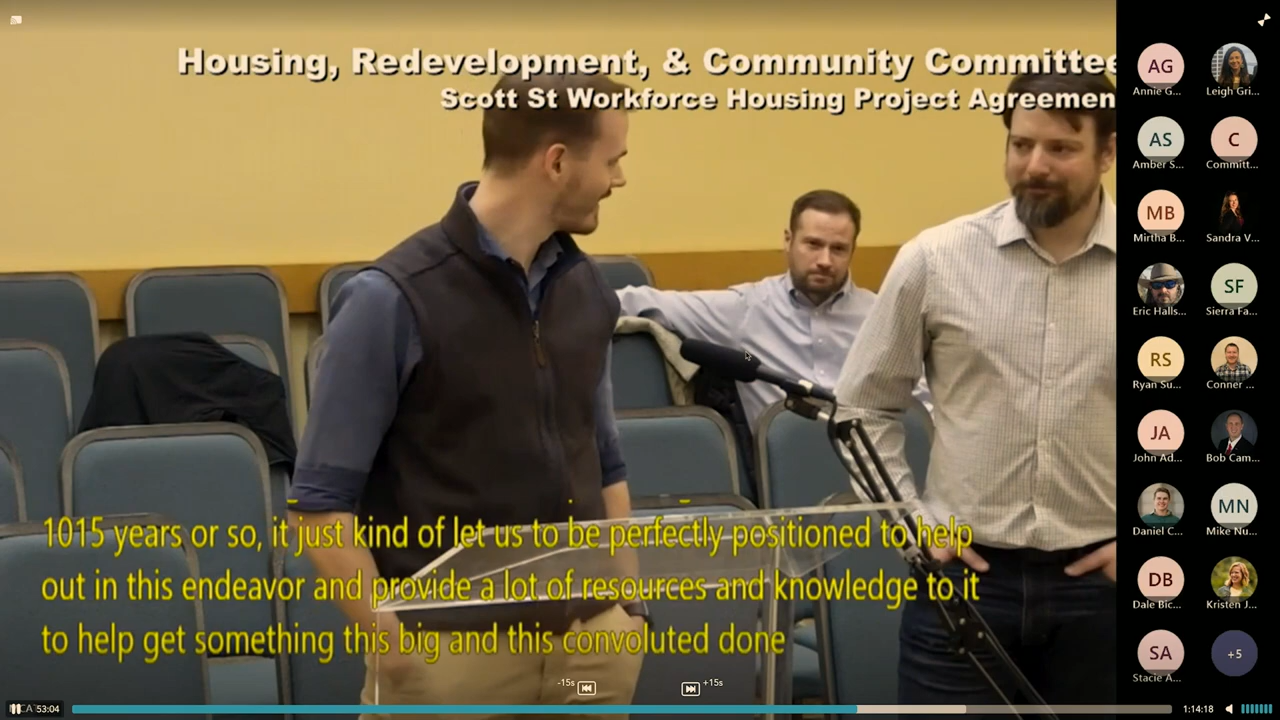 Housing, Redevelopment, & Community Committee
Scott St Workforce Housing Project Agreemen
AG
Annie G...
Leigh Gri...
AS
Amber S...
C
Committ...
MB
Mirtha B...
Sandra V...
Eric Halls...
SF
Sierra Fa...
RS
Ryan Su...
Conner ...
JA
John Ad...
Bob Cam...
Daniel C...
MN
Mike Nu...
DB
Dale Bic...
Kristen J...
SA
Stacie A...
+5
1015 years or so, it just kind of let us to be perfectly positioned to help
out in this endeavor and provide a lot of resources and knowledge to it
to help get something this big and this convoluted done
-15s
+15s
53:04
1:14:18